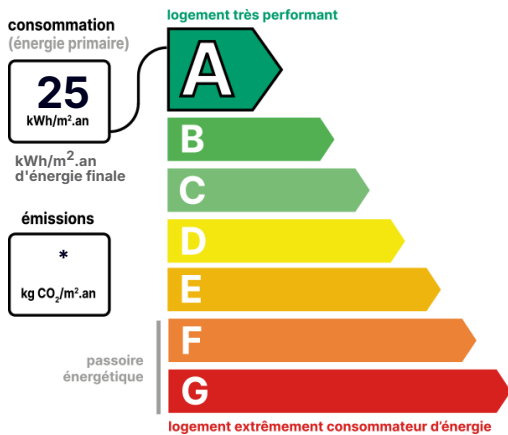 logement très performant
consommation
(énergie primaire)
25
kWh/m².an
kWh/m².an
d'énergie finale
émissions
*
kg CO₂/m².an
A
B
C
D
E
F
G
passoire
énergétique
logement extrêmement consommateur d'énergie